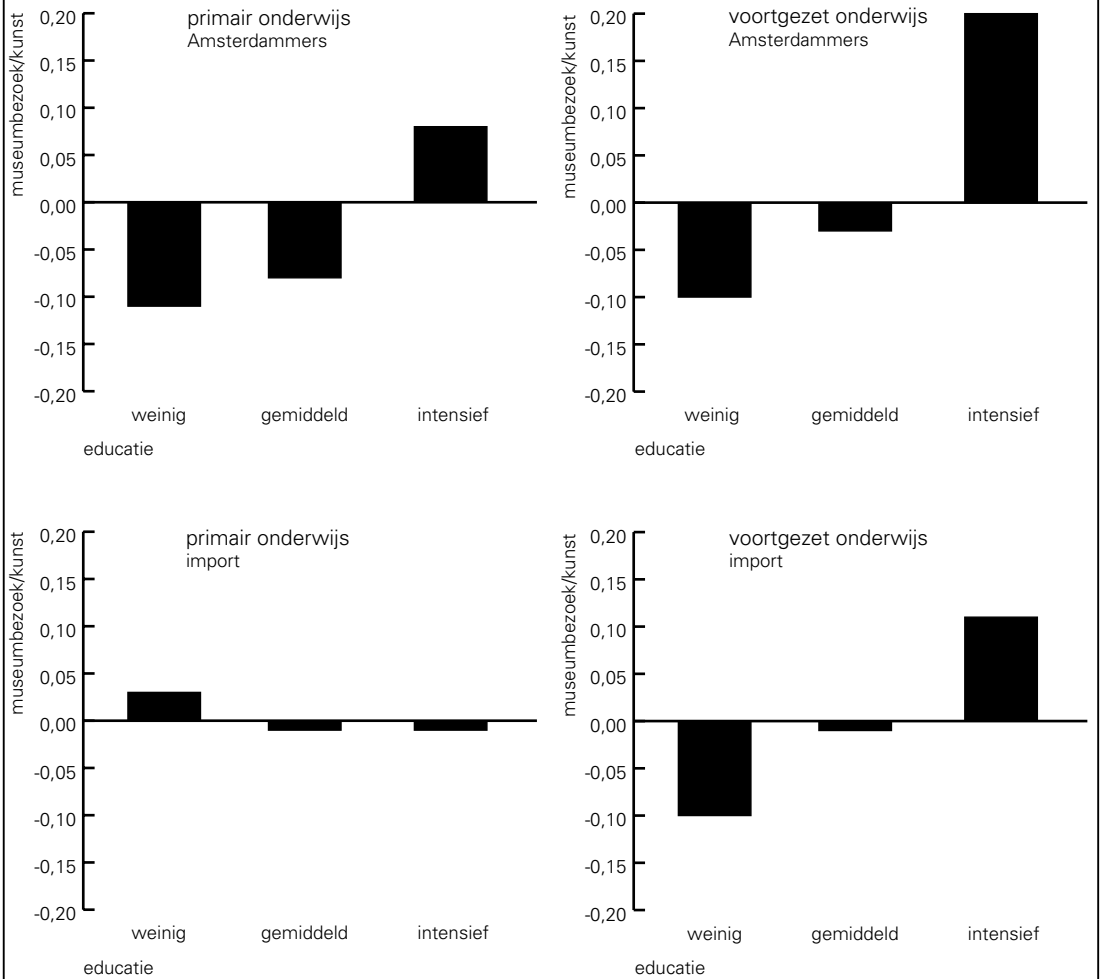 primair onderwijs
Amsterdammers
museumbezoek/kunst
0,20
0,15
0,10
0,05
0,00
-0,05
-0,10
-0,15
-0,20
weinig gemiddeld intensief
educatie
voortgezet onderwijs
Amsterdammers
museumbezoek/kunst
0,20
0,15
0,10
0,05
0,00
-0,05
-0,10
-0,15
-0,20
weinig gemiddeld intensief
educatie
primair onderwijs
import
museumbezoek/kunst
0,20
0,15
0,10
0,05
0,00
-0,05
-0,10
-0,15
-0,20
weinig gemiddeld intensief
educatie
voortgezet onderwijs
import
museumbezoek/kunst
0,20
0,15
0,10
0,05
0,00
-0,05
-0,10
-0,15
-0,20
weinig gemiddeld intensief
educatie